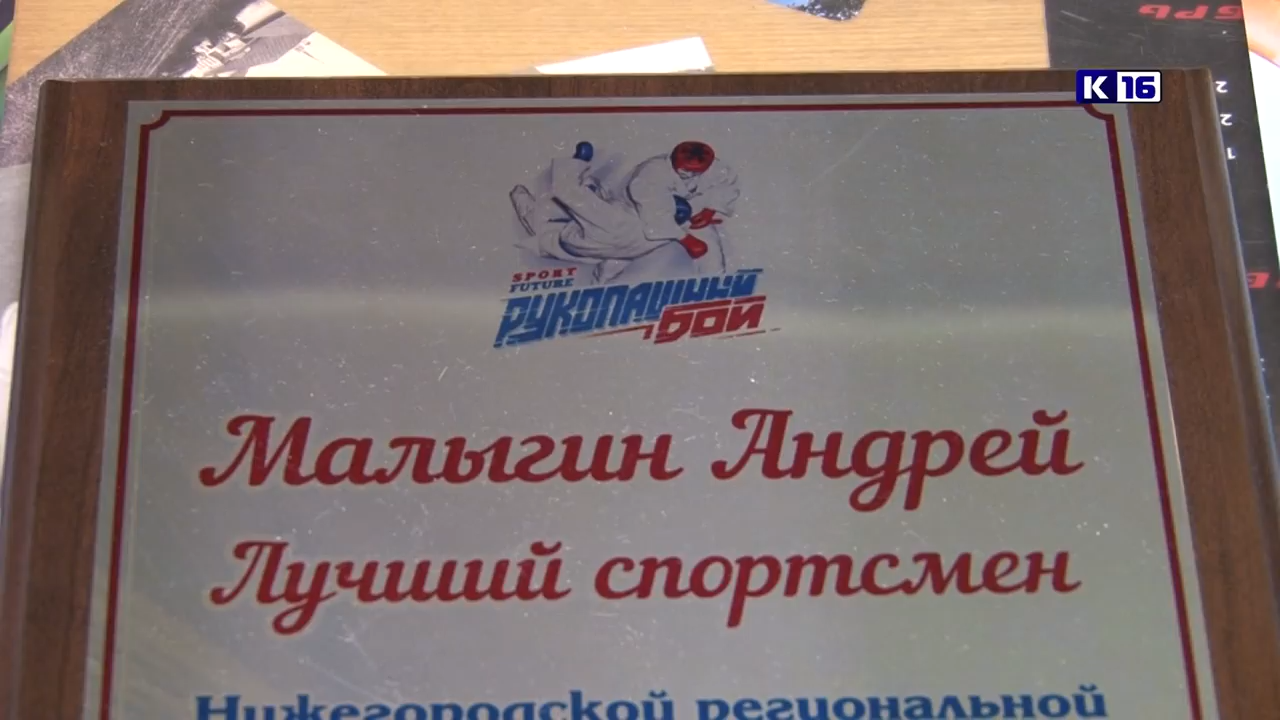 К 16
SPORT
FUTURE
РУКОПАШНЫЙ
БОЙ
Малыгин Андрей
Лучший спортсмен
Нижегородской региональной